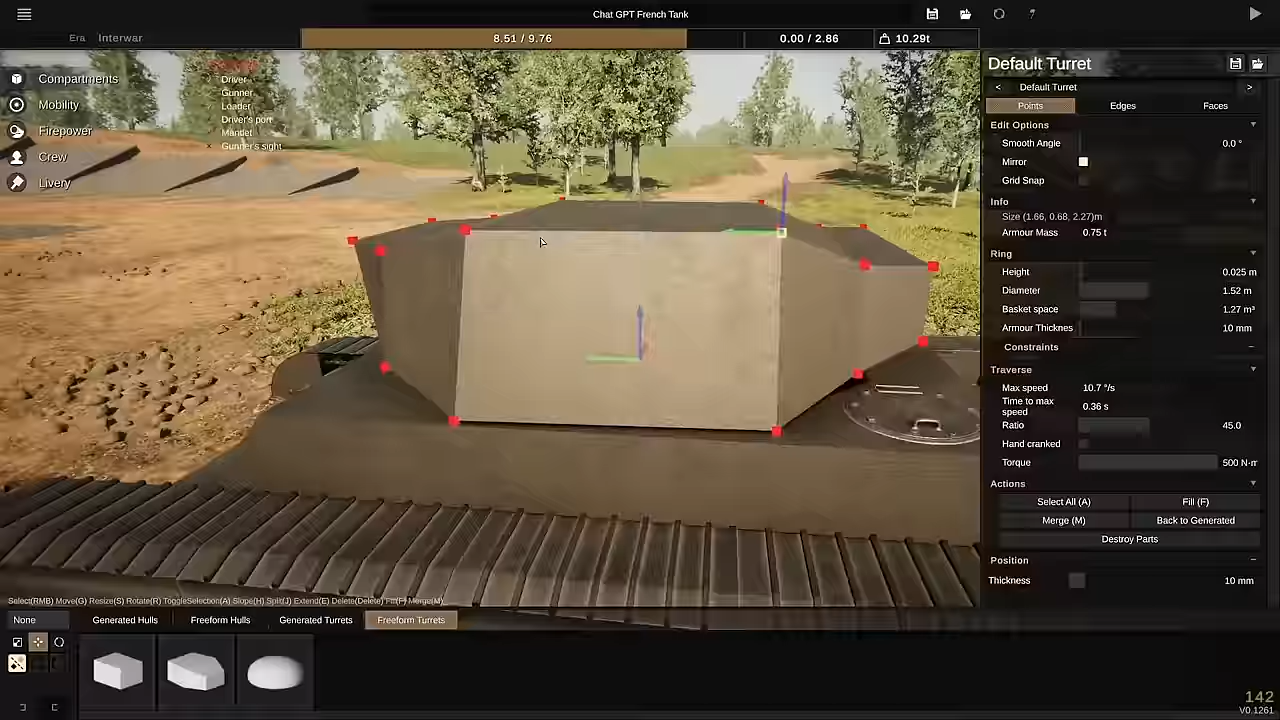 Chat GPT French Tank
Era Interwar
8.51 / 9.76
0.00 / 2.86
10.29t
Compartments
Mobility
Firepower
Crew
Livery
Driver
Gunner
Loader
Driver's port
Mantlet
Gunner's sight
Default Turret
< Default Turret >
Points Edges Faces
Edit Options
Smooth Angle 0.0 °
Mirror
Grid Snap
Info
Size (1.66, 0.68, 2.27)m
Armour Mass 0.75 t
Ring
Height 0.025 m
Diameter 1.52 m
Basket space 1.27 m³
Armour Thicknes 10 mm
Constraints
Traverse
Max speed 10.7 °/s
Time to max speed 0.36 s
Ratio 45.0
Hand cranked
Torque 500 N·m
Actions
Select All (A) Fill (F)
Merge (M) Back to Generated
Destroy Parts
Position
Thickness 10 mm
Select(RMB) Move(G) Resize(S) Rotate(R) ToggleSelection(A) Slope(H) Split(J) Extend(E) Delete(Delete) Fill(F) Merge(M)
None Generated Hulls Freeform Hulls Generated Turrets Freeform Turrets
142
V0.1261